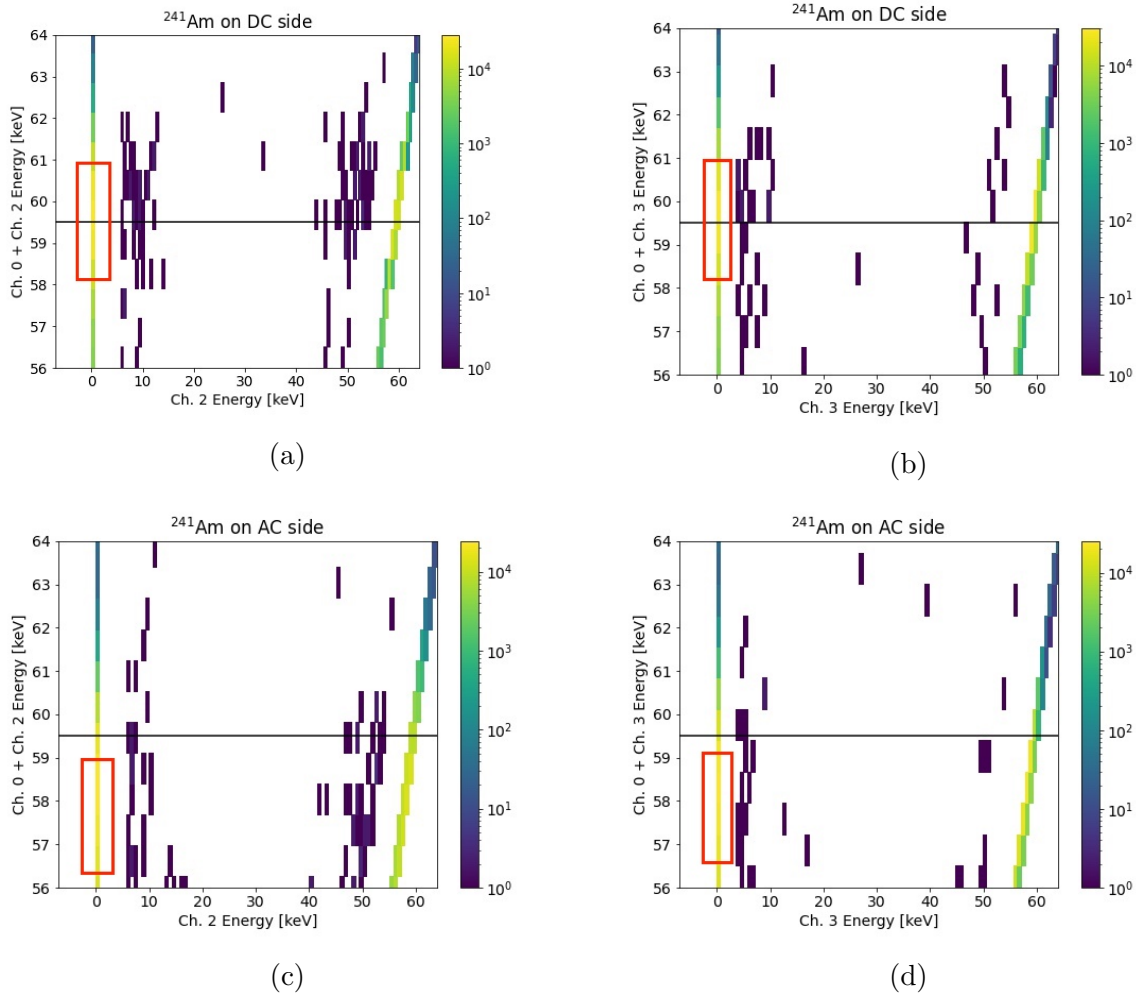 ²⁴¹Am on DC side
64
63
62
61
60
59
58
57
56
Ch. 0 + Ch. 2 Energy [keV]
0 10 20 30 40 50 60
Ch. 2 Energy [keV]
10⁴
10³
10²
10¹
10⁰
(a)
²⁴¹Am on DC side
64
63
62
61
60
59
58
57
56
Ch. 0 + Ch. 3 Energy [keV]
0 10 20 30 40 50 60
Ch. 3 Energy [keV]
10⁴
10³
10²
10¹
10⁰
(b)
²⁴¹Am on AC side
64
63
62
61
60
59
58
57
56
Ch. 0 + Ch. 2 Energy [keV]
0 10 20 30 40 50 60
Ch. 2 Energy [keV]
10⁴
10³
10²
10¹
10⁰
(c)
²⁴¹Am on AC side
64
63
62
61
60
59
58
57
56
Ch. 0 + Ch. 3 Energy [keV]
0 10 20 30 40 50 60
Ch. 3 Energy [keV]
10⁴
10³
10²
10¹
10⁰
(d)